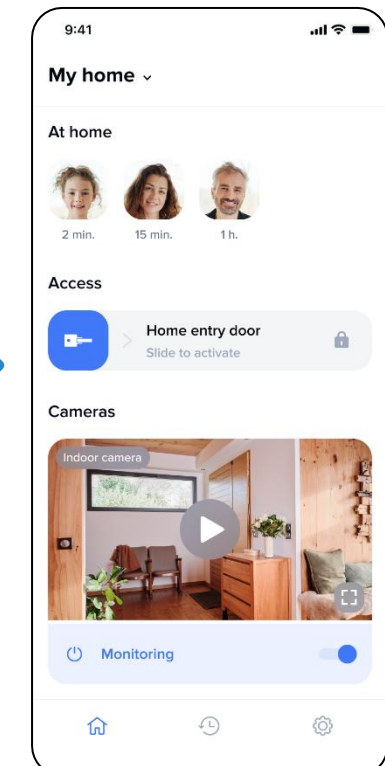 9:41
My home
At home
2 min.
15 min.
1 h.
Access
Home entry door
Slide to activate
Cameras
Indoor camera
Monitoring